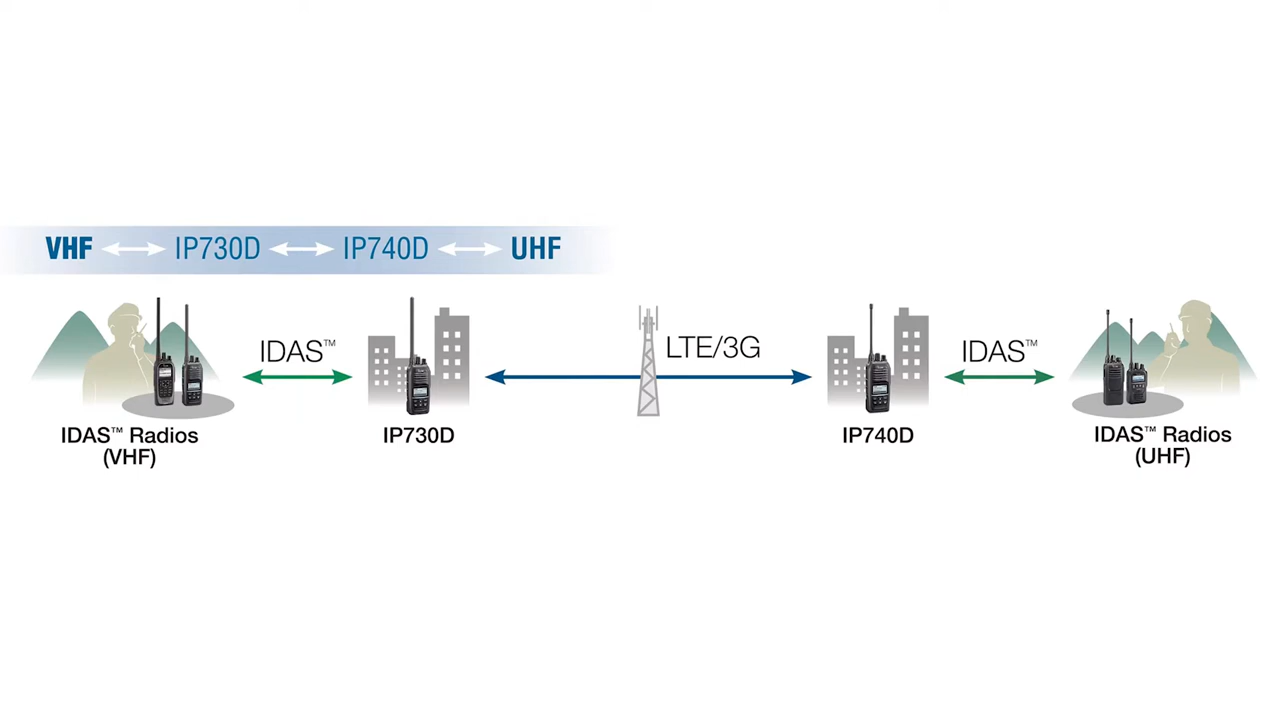 VHF IP730D IP740D UHF
IDAS™ LTE/3G IDAS™
IDAS™ Radios
(VHF)
IP730D
IP740D
IDAS™ Radios
(UHF)